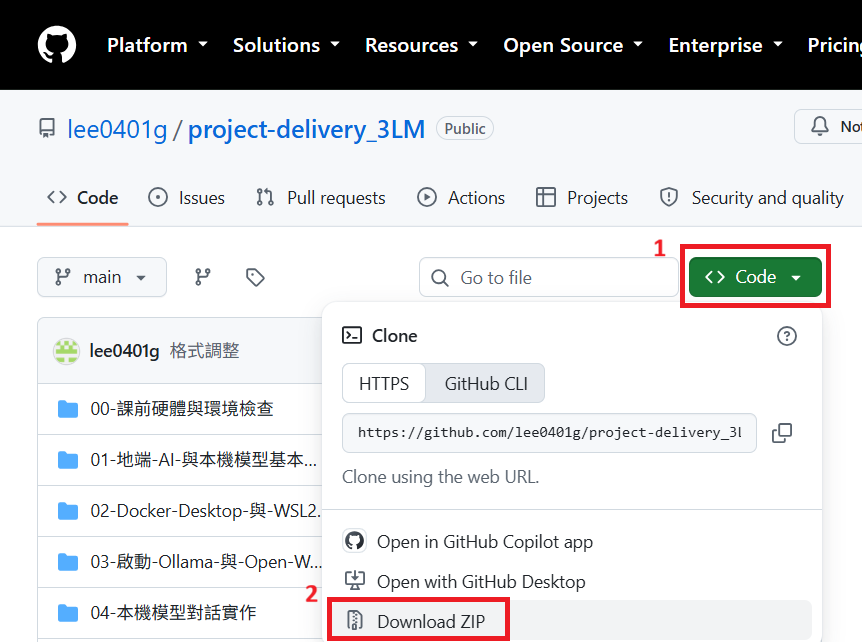 Platform Solutions Resources Open Source Enterprise Pricing
lee0401g / project-delivery_3LM Public
Not
Code Issues Pull requests Actions Projects Security and quality
1
main Go to file Code
Clone
lee0401g 格式調整
HTTPS GitHub CLI
00-課前硬體與環境檢查
https://github.com/lee0401g/project-delivery_3L
01-地端-AI-與本機模型基本...
Clone using the web URL.
02-Docker-Desktop-與-WSL2.
Open in GitHub Copilot app
03-啟動-Ollama-與-Open-W...
Open with GitHub Desktop
2
04-本機模型對話實作
Download ZIP